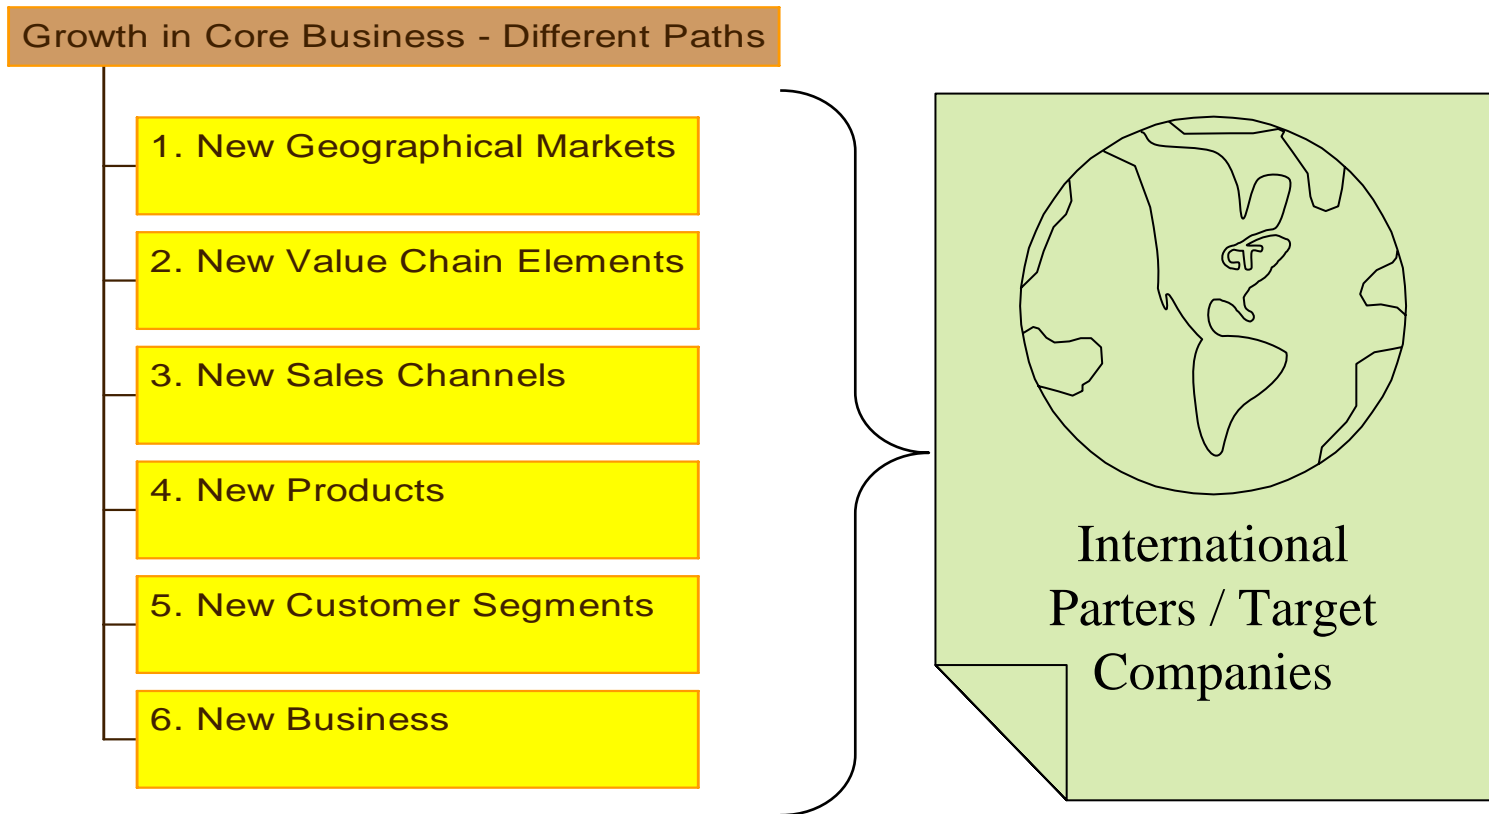 Growth in Core Business - Different Paths
1. New Geographical Markets
2. New Value Chain Elements
3. New Sales Channels
4. New Products
5. New Customer Segments
6. New Business
International
Parters / Target
Companies